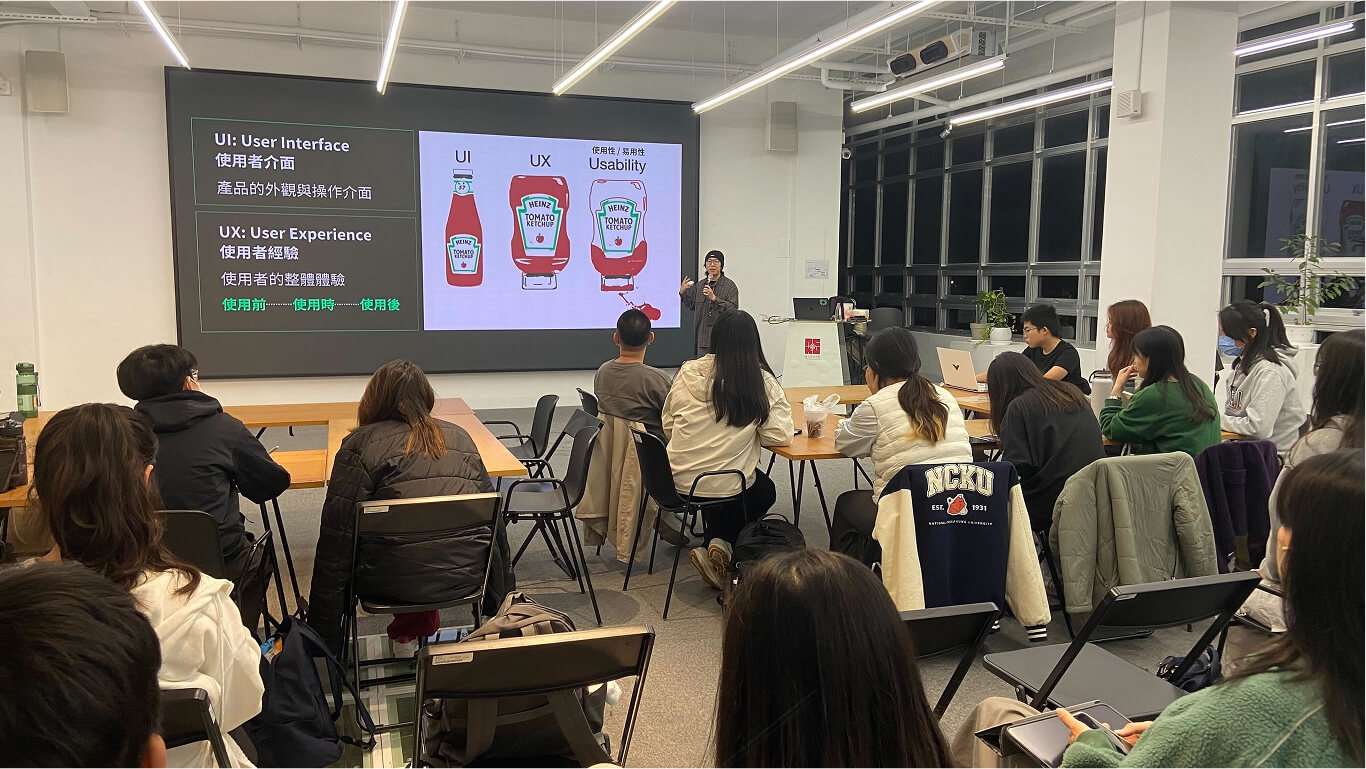 UI: User Interface
使用者介面
產品的外觀與操作介面
UX: User Experience
使用者經驗
使用者的整體體驗
使用前┈┈┈使用時┈┈┈使用後
UI
HEINZ
TOMATO
KETCHUP
UX
HEINZ
TOMATO
KETCHUP
使用性 / 易用性
Usability
HEINZ
TOMATO
KETCHUP
NCKU
EST. 1931